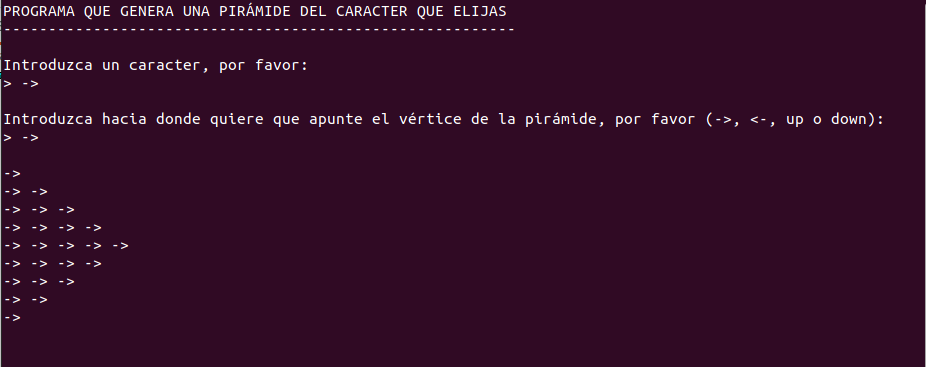 PROGRAMA QUE GENERA UNA PIRÁMIDE DEL CARACTER QUE ELIJAS
---------------------------------------------------------
Introduzca un caracter, por favor:
> ->
Introduzca hacia donde quiere que apunte el vértice de la pirámide, por favor (->, <-, up o down):
> ->
->
-> ->
-> -> ->
-> -> -> ->
-> -> -> -> ->
-> -> -> ->
-> -> ->
-> ->
->